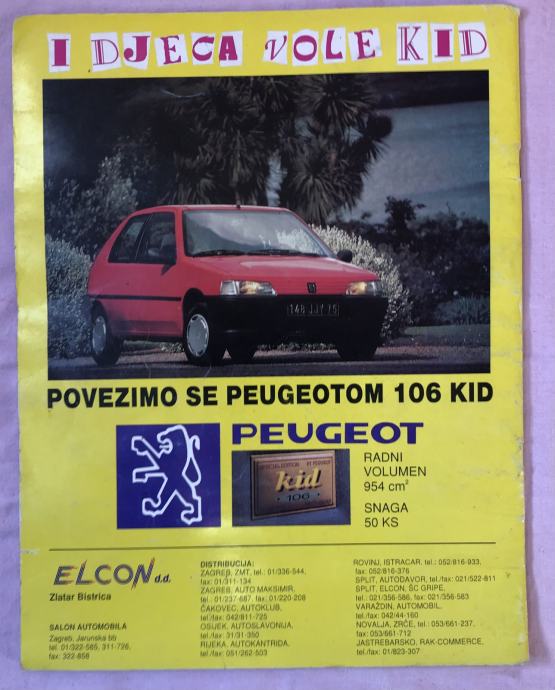 I DJECA VOLE KID
148 JJY 75
POVEZIMO SE PEUGEOTOM 106 KID
PEUGEOT
SPECIAL EDITION BY PEUGEOT
kid
106
RADNI
VOLUMEN
954 cm²
SNAGA
50 KS
ELCON d.d.
Zlatar Bistrica
SALON AUTOMOBILA
Zagreb, Jarunska bb
tel: 01/322-585, 311-726,
fax: 322-858
DISTRIBUCIJA:
ZAGREB, ZMT, tel.: 01/336-544,
fax: 01/311-134
ZAGREB, AUTO MAKSIMIR,
tel.: 01/237-687, fax: 01/220-208
ČAKOVEC, AUTOKLUB,
tel./fax: 042/811-725
OSIJEK, AUTOSLAVONIJA,
tel./fax: 31/31-350
RIJEKA, AUTOKANTRIDA,
tel./fax: 051/262-503
ROVINJ, ISTRACAR, tel.: 052/816-933,
fax: 052/816-376
SPLIT, AUTODAVOR, tel./fax: 021/522-811
SPLIT, ELCON, ŠC GRIPE,
tel.: 021/356-586, fax: 021/356-583
VARAŽDIN, AUTOMOBIL,
tel./fax: 042/44-160
NOVALJA, ZRČE, tel.: 053/661-237,
fax: 053/661-712
JASTREBARSKO, RAK-COMMERCE,
tel./fax: 01/823-307